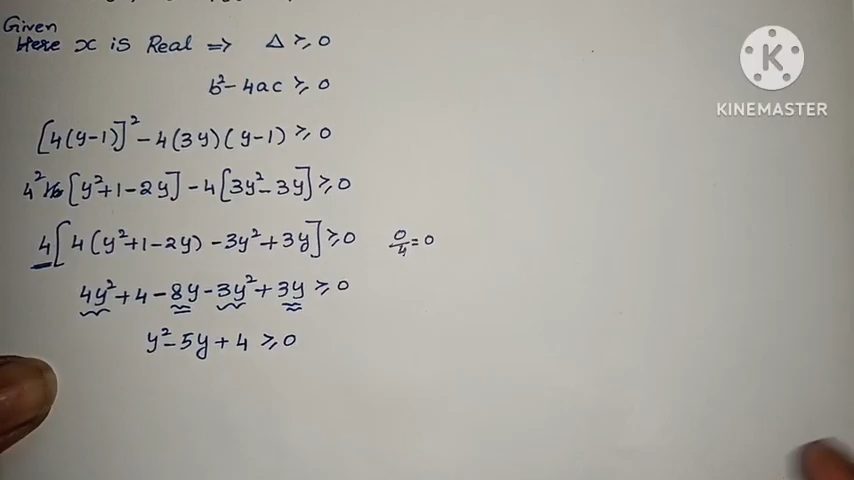 Given
Here x is Real ⇒ Δ ≥ 0
b² - 4ac ≥ 0
[4(y-1)]² - 4(3y)(y-1) ≥ 0
4² [y²+1-2y] - 4[3y²-3y] ≥ 0
4[4(y²+1-2y) - 3y²+3y] ≥ 0 0/4 = 0
4y²+4-8y-3y²+3y ≥ 0
y²-5y+4 ≥ 0
K
KINEMASTER